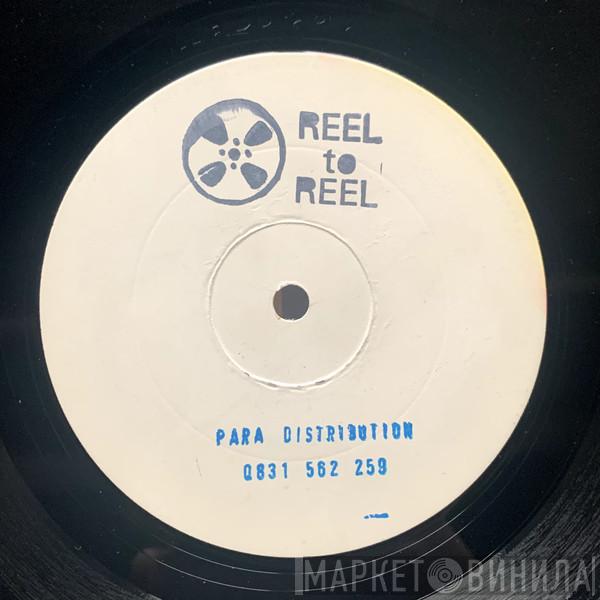 REEL
to
REEL
PARA DISTRIBUTION
0831 562 259
МАРКЕТ ВИНИЛА